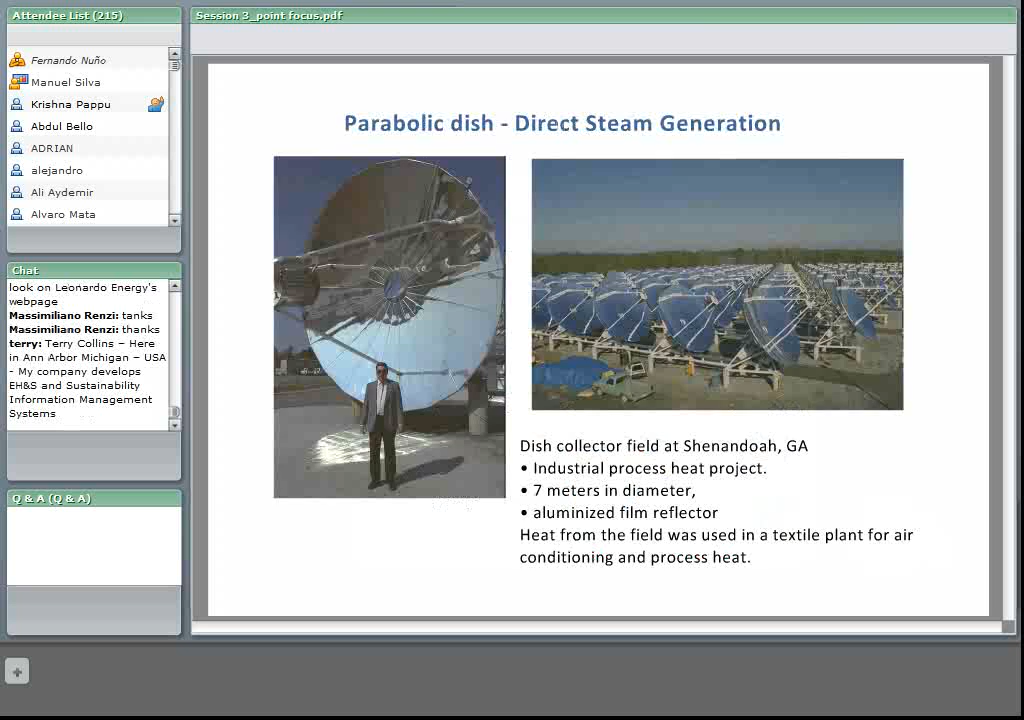 Attendee List (215)
Fernando Nuño
Manuel Silva
Krishna Pappu
Abdul Bello
ADRIAN
alejandro
Ali Aydemir
Alvaro Mata
Chat
look on Leonardo Energy's
webpage
Massimiliano Renzi: tanks
Massimiliano Renzi: thanks
terry: Terry Collins – Here
in Ann Arbor Michigan – USA
- My company develops
EH&S and Sustainability
Information Management
Systems
Q & A (Q & A)
Session 3_point focus.pdf
Parabolic dish - Direct Steam Generation
Dish collector field at Shenandoah, GA
• Industrial process heat project.
• 7 meters in diameter,
• aluminized film reflector
Heat from the field was used in a textile plant for air
conditioning and process heat.